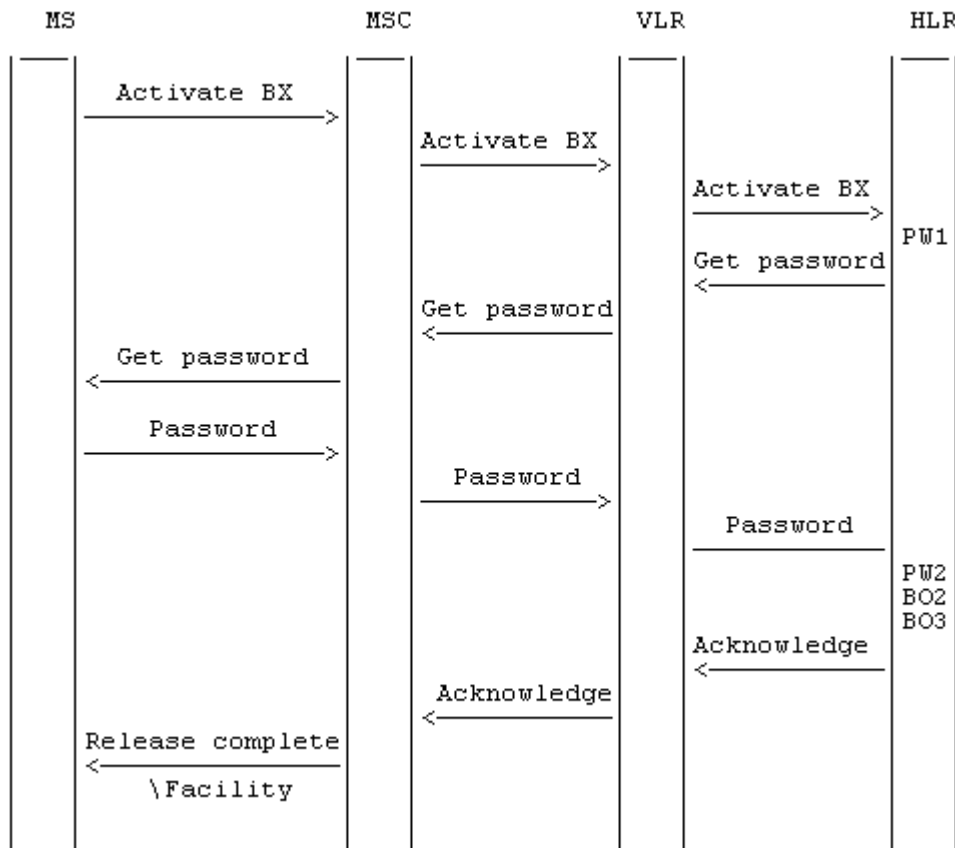 MS MSC VLR HLR
Activate BX
Activate BX
Activate BX
PW1
Get password
Get password
Get password
Password
Password
Password
PW2
BO2
BO3
Acknowledge
Acknowledge
Release complete
\Facility